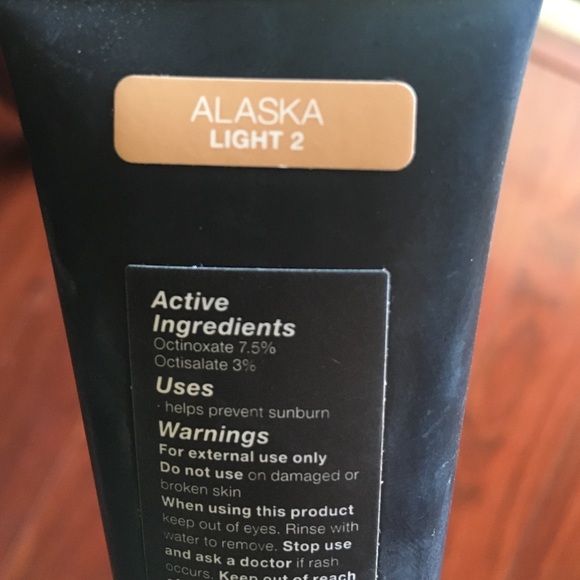 ALASKA
LIGHT 2
Active
Ingredients
Octinoxate 7.5%
Octisalate 3%
Uses
· helps prevent sunburn
Warnings
For external use only
Do not use on damaged or
broken skin
When using this product
keep out of eyes. Rinse with
water to remove. Stop use
and ask a doctor if rash
occurs. Keep out of reach